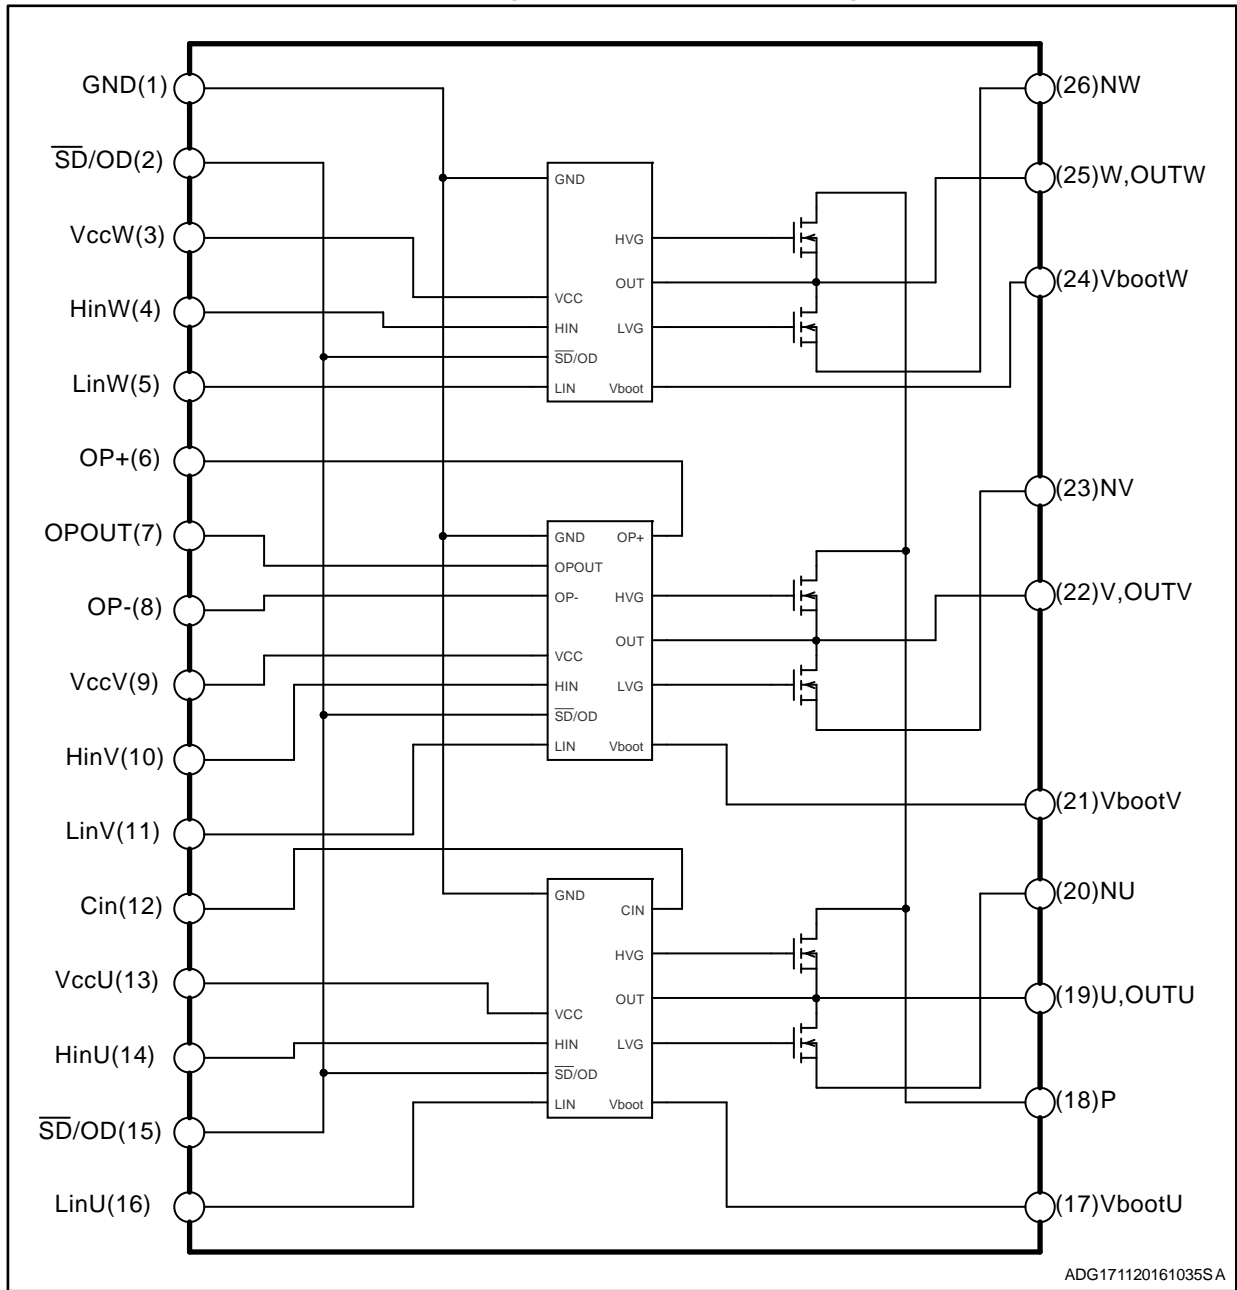 GND(1)
SD/OD(2)
VccW(3)
HinW(4)
LinW(5)
OP+(6)
OPOUT(7)
OP-(8)
VccV(9)
HinV(10)
LinV(11)
Cin(12)
VccU(13)
HinU(14)
SD/OD(15)
LinU(16)
GND
HVG
OUT
VCC
HIN LVG
SD/OD
LIN Vboot
GND OP+
OPOUT
OP- HVG
OUT
VCC
HIN LVG
SD/OD
LIN Vboot
GND
CIN
HVG
OUT
VCC
HIN LVG
SD/OD
LIN Vboot
(26)NW
(25)W,OUTW
(24)VbootW
(23)NV
(22)V,OUTV
(21)VbootV
(20)NU
(19)U,OUTU
(18)P
(17)VbootU
ADG171120161035SA